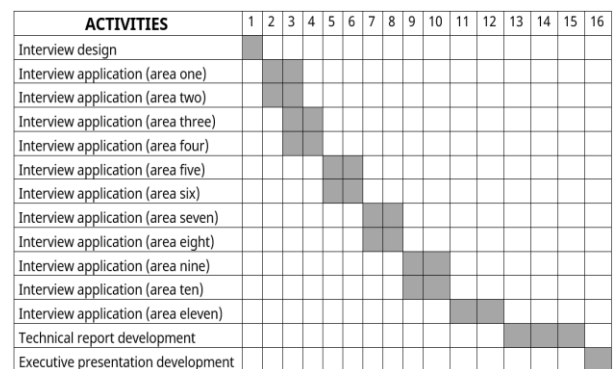 ACTIVITIES 1 2 3 4 5 6 7 8 9 10 11 12 13 14 15 16
Interview design
Interview application (area one)
Interview application (area two)
Interview application (area three)
Interview application (area four)
Interview application (area five)
Interview application (area six)
Interview application (area seven)
Interview application (area eight)
Interview application (area nine)
Interview application (area ten)
Interview application (area eleven)
Technical report development
Executive presentation development